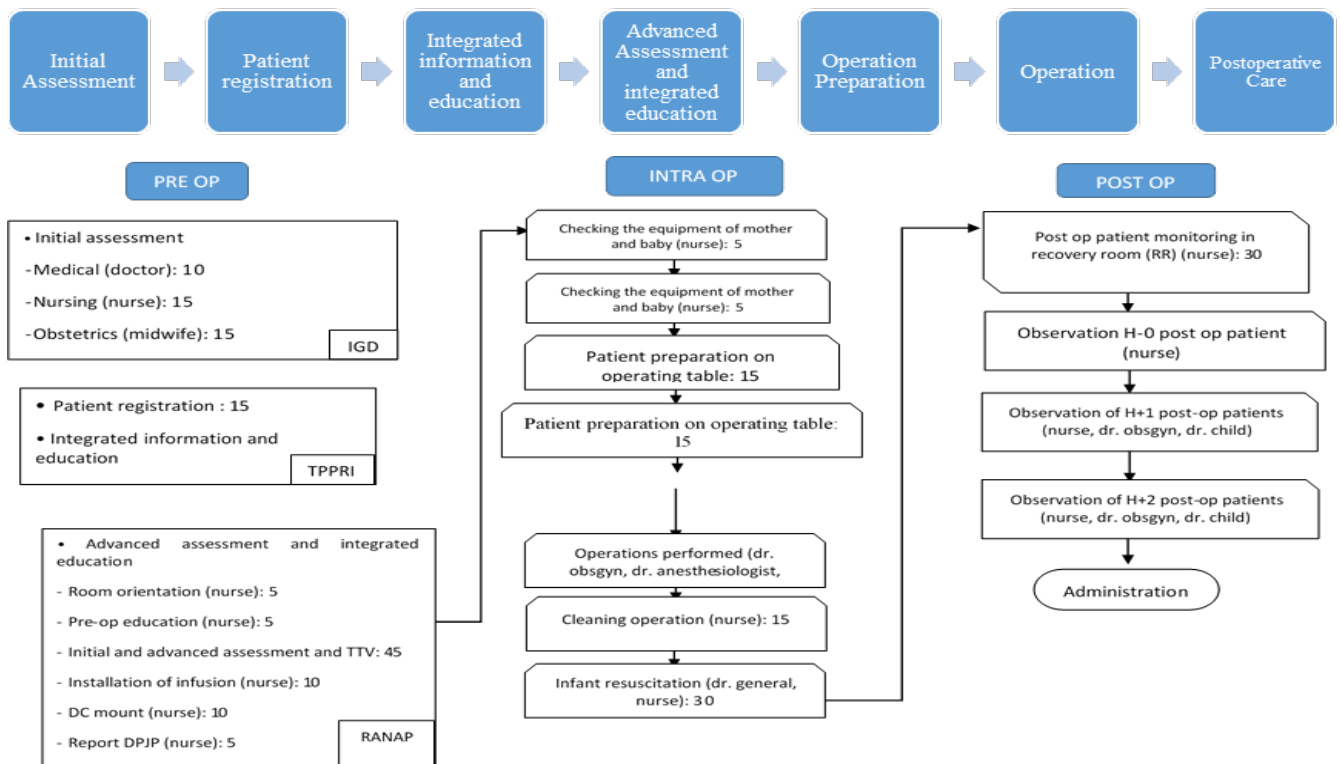 Initial
Assessment
Patient
registration
Integrated
information
and
education
Advanced
Assessment
and
integrated
education
Operation
Preparation
Operation
Postoperative
Care
PRE OP
• Initial assessment
-Medical (doctor): 10
-Nursing (nurse): 15
-Obstetrics (midwife): 15
IGD
• Patient registration : 15
• Integrated information and
education
TPPRI
• Advanced assessment and integrated
education
- Room orientation (nurse): 5
- Pre-op education (nurse): 5
- Initial and advanced assessment and TTV: 45
- Installation of infusion (nurse): 10
- DC mount (nurse): 10
- Report DPJP (nurse): 5
RANAP
INTRA OP
Checking the equipment of mother
and baby (nurse): 5
Checking the equipment of mother
and baby (nurse): 5
Patient preparation on
operating table: 15
Patient preparation on operating table:
15
Operations performed (dr.
obsgyn, dr. anesthesiologist,
Cleaning operation (nurse): 15
Infant resuscitation (dr. general,
nurse): 30
POST OP
Post op patient monitoring in
recovery room (RR) (nurse): 30
Observation H-0 post op patient
(nurse)
Observation of H+1 post-op patients
(nurse, dr. obsgyn, dr. child)
Observation of H+2 post-op patients
(nurse, dr. obsgyn, dr. child)
Administration